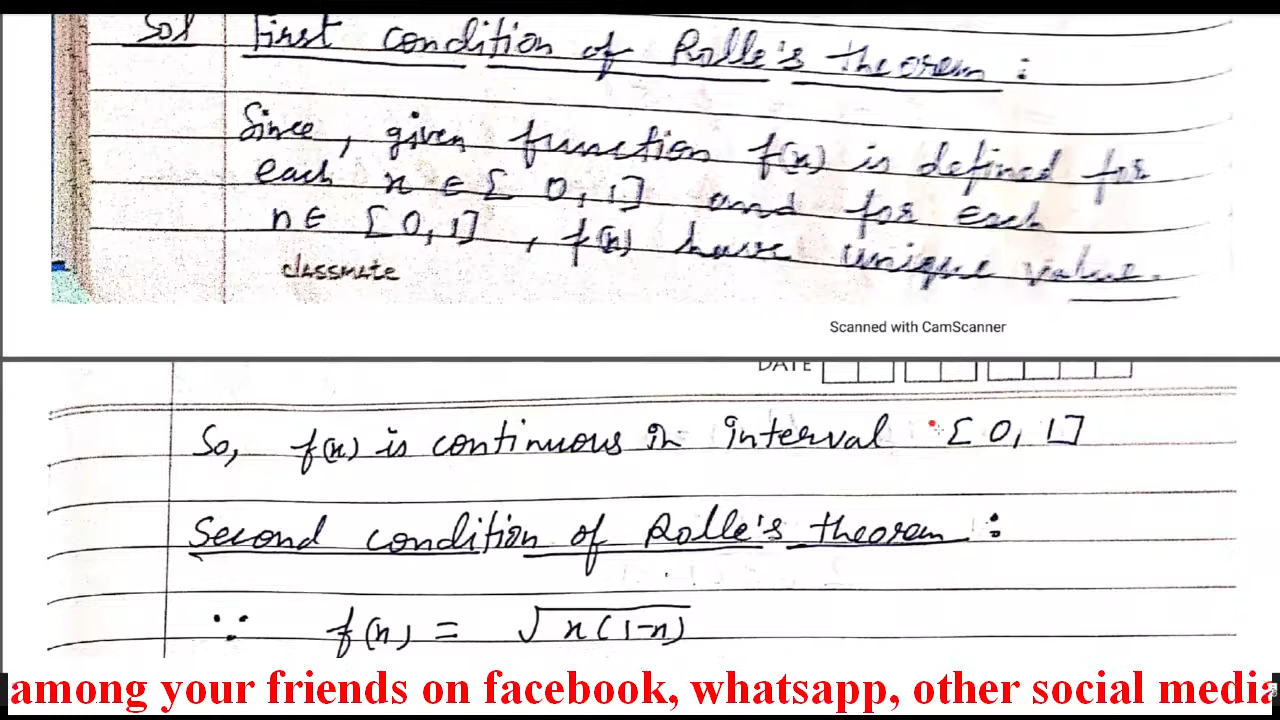 Sol First condition of Rolle's theorem :
Since, given function f(x) is defined for
each x ∈ [0, 1] and for each
x ∈ [0, 1], f(x) have unique value.
classmate
Scanned with CamScanner
DATE
So, f(x) is continuous in interval [0, 1]
Second condition of Rolle's theorem :
∵ f(x) = √x(1-x)
among your friends on facebook, whatsapp, other social media